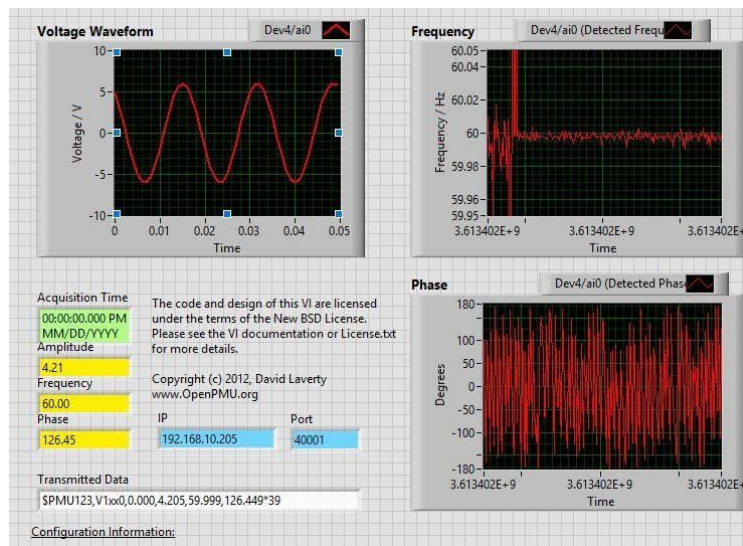 Voltage Waveform
Dev4/ai0
10
5
0
-5
-10
Voltage / V
0 0.01 0.02 0.03 0.04 0.05
Time
Frequency
Dev4/ai0 (Detected Frequ
60.05
60.04
60.02
60
59.98
59.96
59.95
Frequency / Hz
3.613402E+9 3.613402E+9 3.613402E+
Time
Acquisition Time
00:00:00.000 PM
MM/DD/YYYY
Amplitude
4.21
Frequency
60.00
Phase
126.45
The code and design of this VI are licensed
under the terms of the New BSD License.
Please see the VI documentation or License.txt
for more details.
Copyright (c) 2012, David Laverty
www.OpenPMU.org
IP
192.168.10.205
Port
40001
Transmitted Data
$PMU123,V1xx0,0.000,4.205,59.999,126.449*39
Configuration Information:
Phase
Dev4/ai0 (Detected Phas
180
100
50
0
-50
-100
-180
Degrees
3.613402E+9 3.613402E+9 3.613402E+
Time